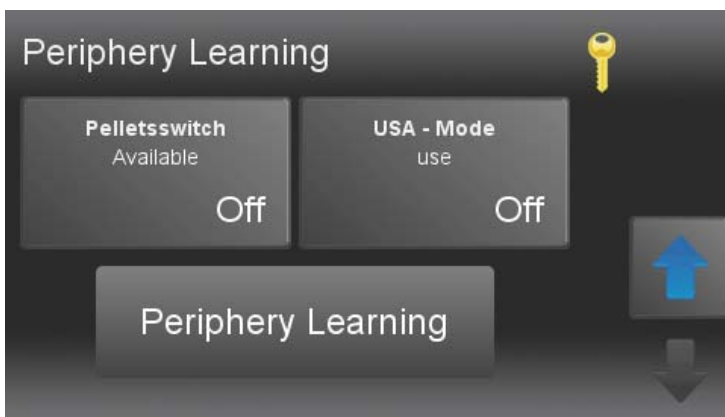 Periphery Learning
Pelletsswitch
Available
Off
USA - Mode
use
Off
Periphery Learning